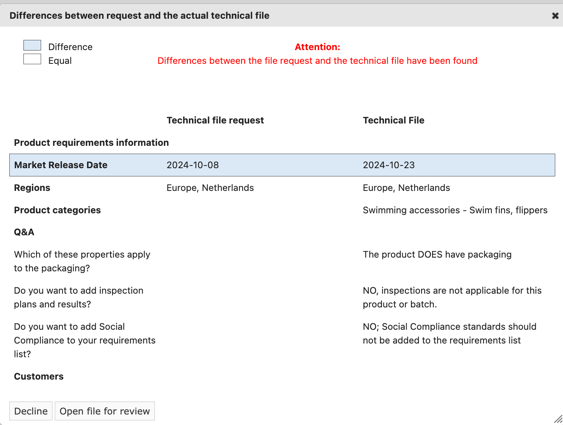 Differences between request and the actual technical file
Difference
Equal
Attention:
Differences between the file request and the technical file have been found
Technical file request Technical File
Product requirements information
Market Release Date 2024-10-08 2024-10-23
Regions Europe, Netherlands Europe, Netherlands
Product categories Swimming accessories - Swim fins, flippers
Q&A
Which of these properties apply The product DOES have packaging
to the packaging?
Do you want to add inspection NO, inspections are not applicable for this
plans and results? product or batch.
Do you want to add Social NO; Social Compliance standards should
Compliance to your requirements not be added to the requirements list
list?
Customers
Decline Open file for review